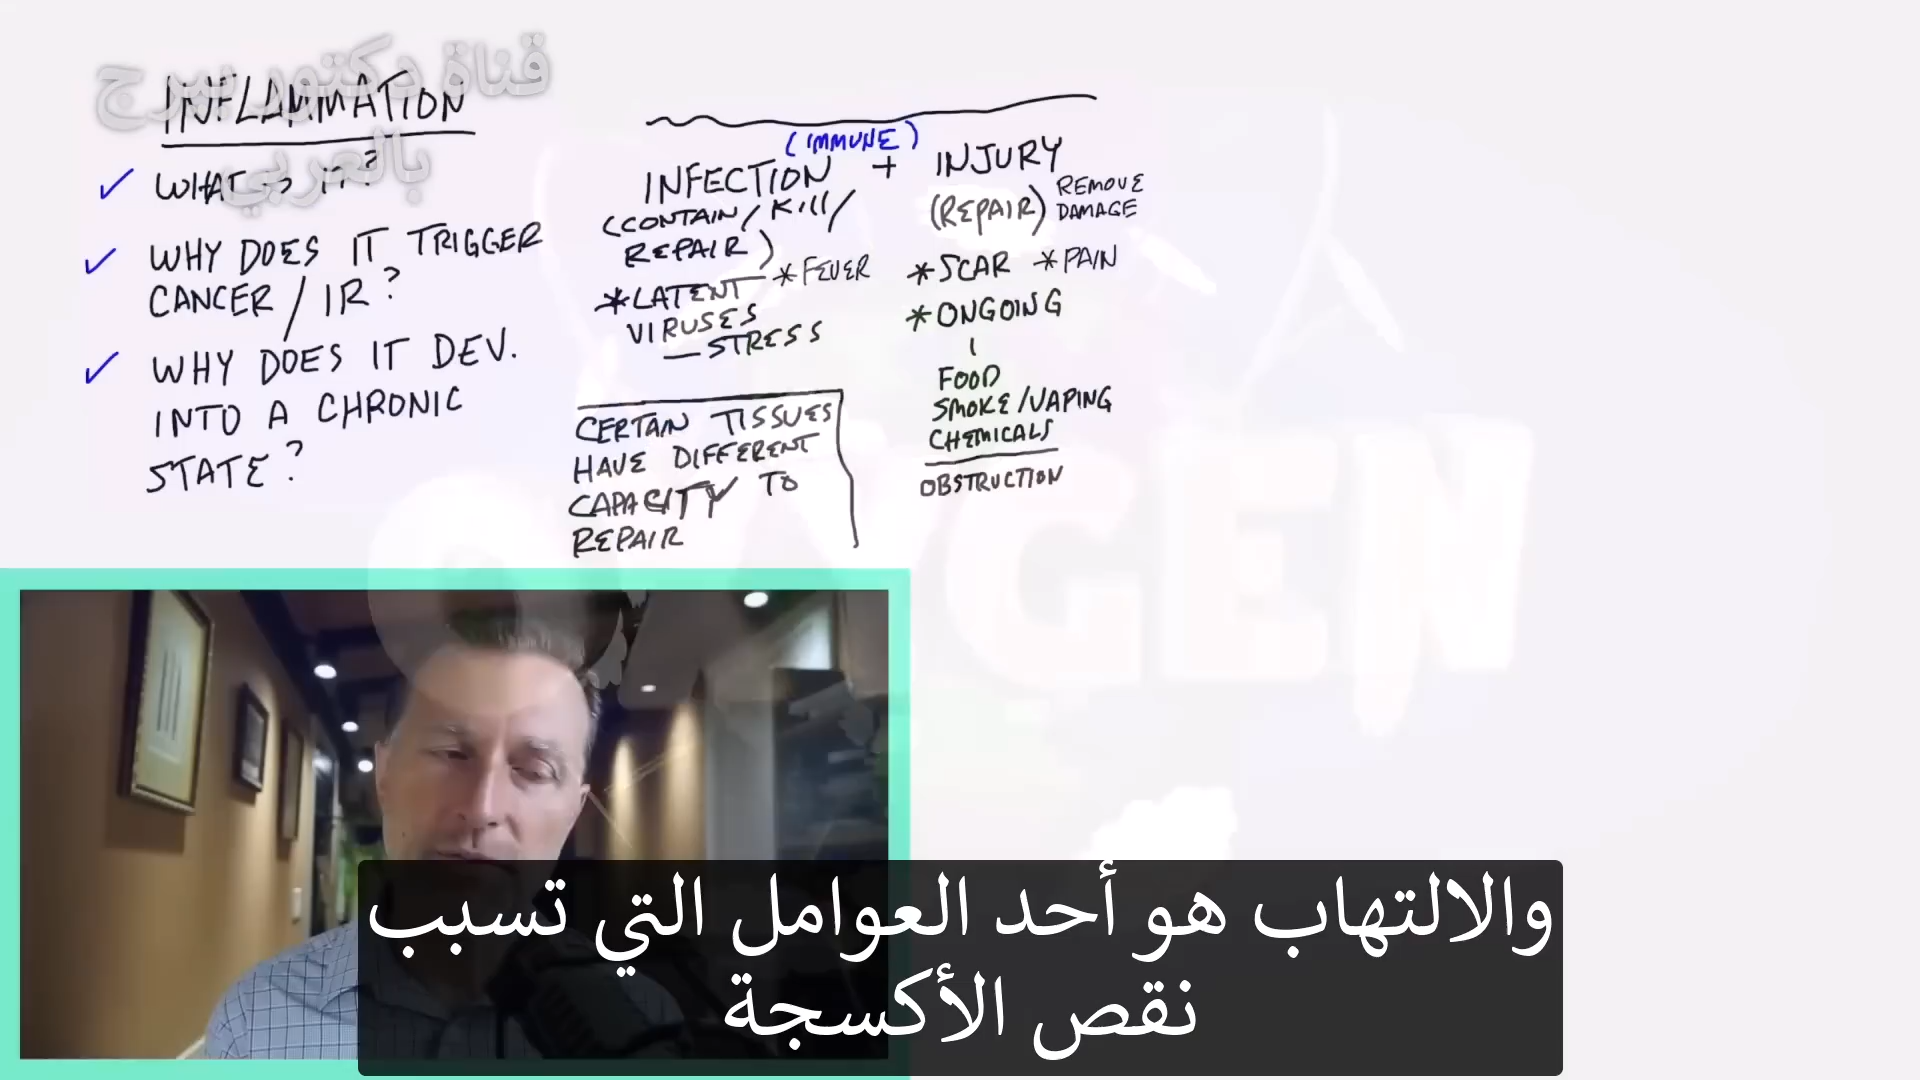 قناة دكتور بيرج
بالعربي
INFLAMMATION
✓ WHAT IS IT?
✓ WHY DOES IT TRIGGER
CANCER / IR?
✓ WHY DOES IT DEV.
INTO A CHRONIC
STATE?
(IMMUNE)
INFECTION + INJURY
(CONTAIN/KILL/
REPAIR)
*FEVER
*LATENT
VIRUSES
—STRESS
(REPAIR) REMOVE
DAMAGE
*SCAR *PAIN
*ONGOING
FOOD
SMOKE/VAPING
CHEMICALS
OBSTRUCTION
CERTAIN TISSUES
HAVE DIFFERENT
CAPACITY TO
REPAIR
OXYGEN
والالتهاب هو أحد العوامل التي تسبب
نقص الأكسجة